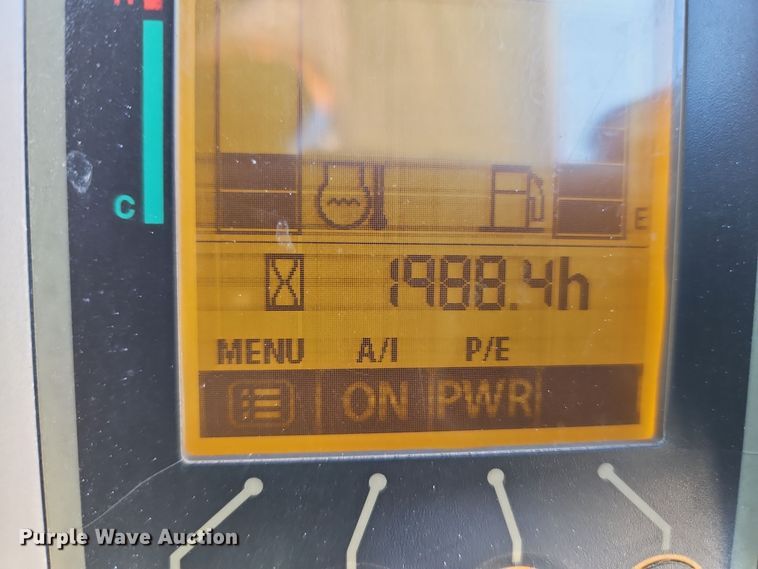 C
E
1988.4h
MENU A/I P/E
ON PWR
Purple Wave Auction